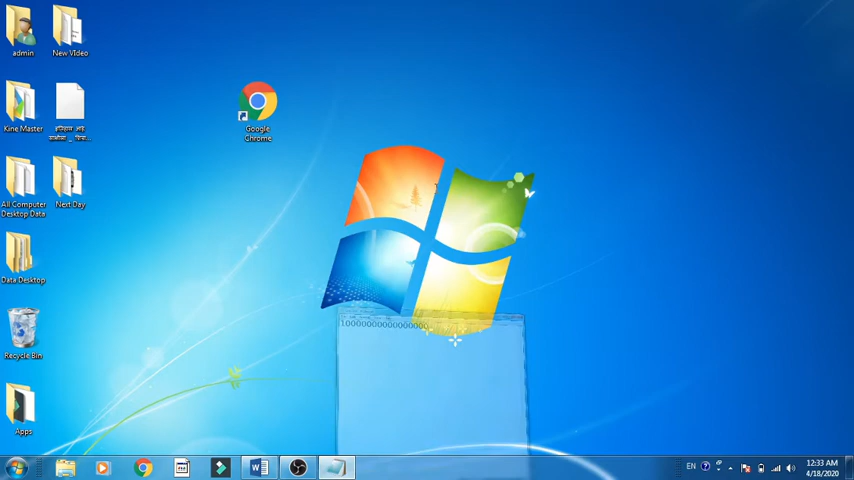 admin
New VIdeo
Google
Chrome
Kine Master
All Computer
Desktop Data
Next Day
Data Desktop
Recycle Bin
Apps
EN
12:33 AM
4/18/2020